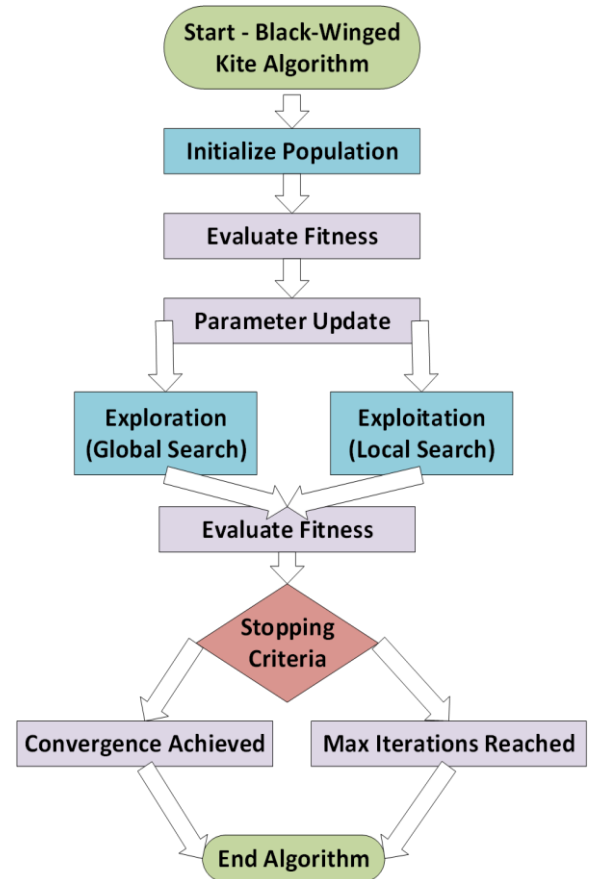 Start - Black-Winged
Kite Algorithm
Initialize Population
Evaluate Fitness
Parameter Update
Exploration
(Global Search)
Exploitation
(Local Search)
Evaluate Fitness
Stopping
Criteria
Convergence Achieved
Max Iterations Reached
End Algorithm